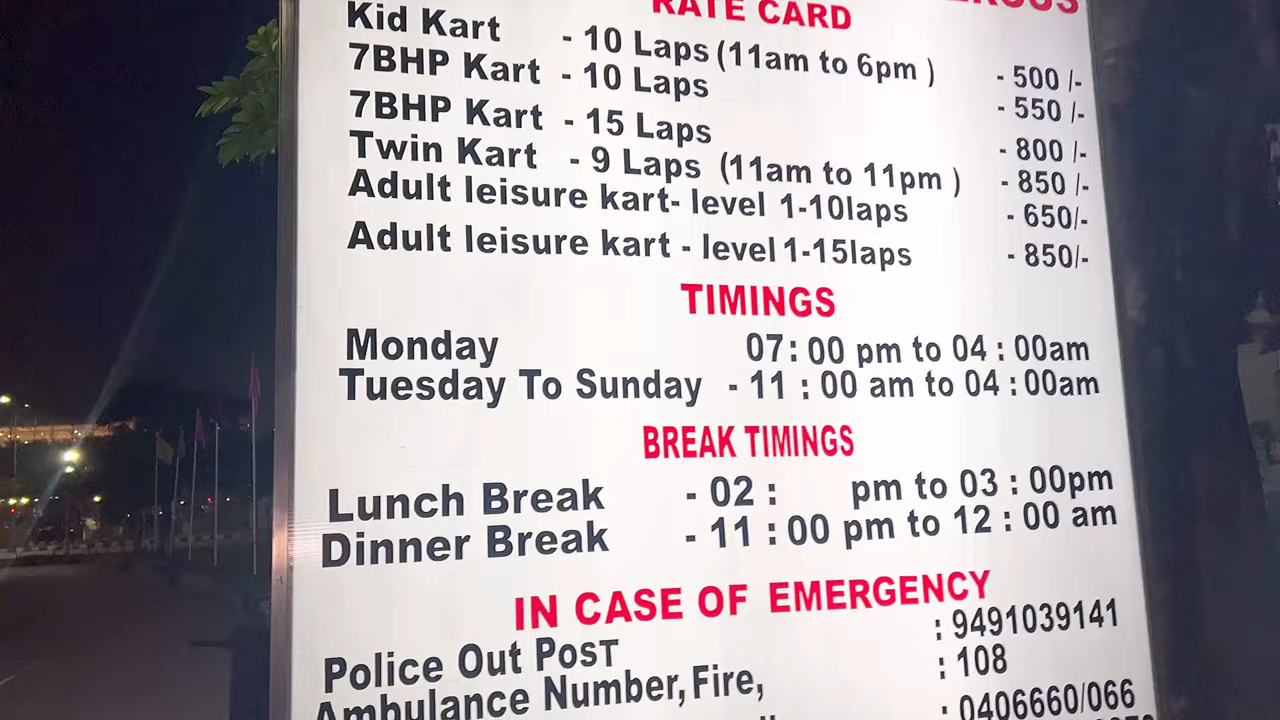 RATE CARD
Kid Kart - 10 Laps (11am to 6pm ) - 500 /-
7BHP Kart - 10 Laps - 550 /-
7BHP Kart - 15 Laps - 800 /-
Twin Kart - 9 Laps (11am to 11pm ) - 850 /-
Adult leisure kart- level 1-10laps - 650/-
Adult leisure kart - level 1-15laps - 850/-
TIMINGS
Monday 07: 00 pm to 04 : 00am
Tuesday To Sunday - 11 : 00 am to 04 : 00am
BREAK TIMINGS
Lunch Break - 02 : pm to 03 : 00pm
Dinner Break - 11 : 00 pm to 12 : 00 am
IN CASE OF EMERGENCY
Police Out Post : 9491039141
Ambulance Number, Fire, : 108
: 0406660/066